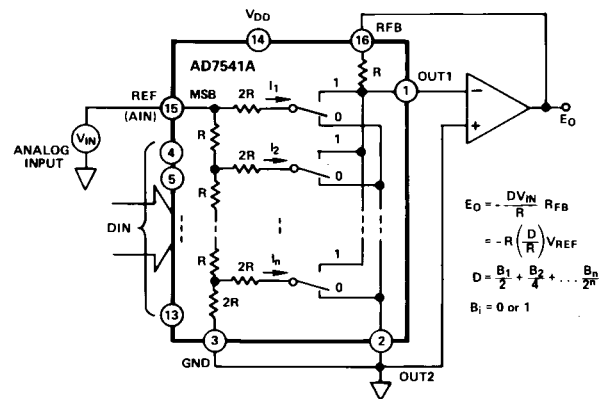 VDD
14
16
RFB
AD7541A
R
1
OUT1
REF
(AIN)
15
MSB
2R
I1
1
0
VIN
ANALOG
INPUT
R
4
5
2R
I2
1
0
R
DIN
−
+
EO
EO = - DVIN/R RFB
= -R (D/R) VREF
D = B1/2 + B2/4 + ... Bn/2^n
Bi = 0 or 1
R
2R
In
1
0
2R
13
3
2
GND
OUT2